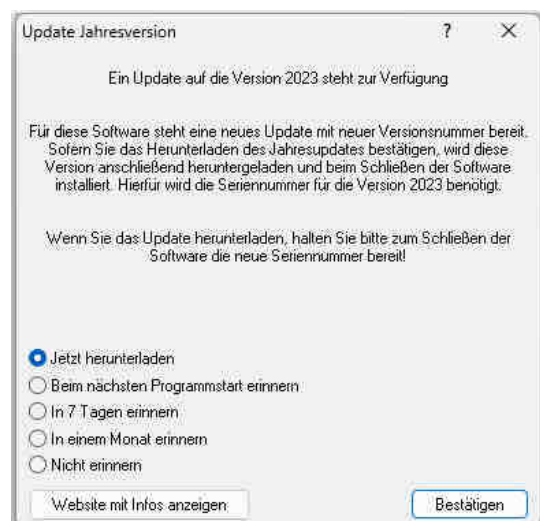 Update Jahresversion ? ×
Ein Update auf die Version 2023 steht zur Verfügung
Für diese Software steht eine neues Update mit neuer Versionsnummer bereit.
Sofern Sie das Herunterladen des Jahresupdates bestätigen, wird diese
Version anschließend heruntergeladen und beim Schließen der Software
installiert. Hierfür wird die Seriennummer für die Version 2023 benötigt.
Wenn Sie das Update herunterladen, halten Sie bitte zum Schließen der
Software die neue Seriennummer bereit!
Jetzt herunterladen
Beim nächsten Programmstart erinnern
In 7 Tagen erinnern
In einem Monat erinnern
Nicht erinnern
Website mit Infos anzeigen Bestätigen